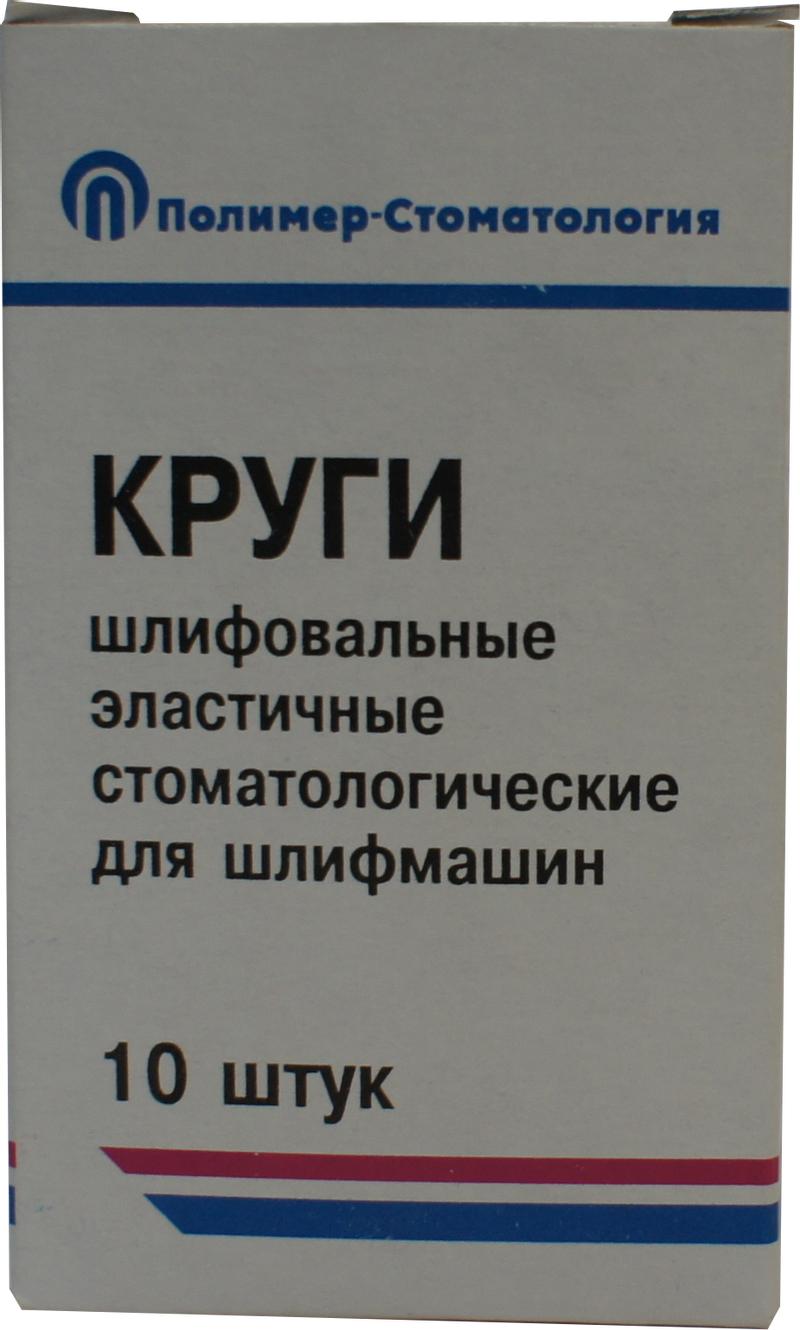 Полимер-Стоматология
КРУГИ
шлифовальные
эластичные
стоматологические
для шлифмашин
10 штук